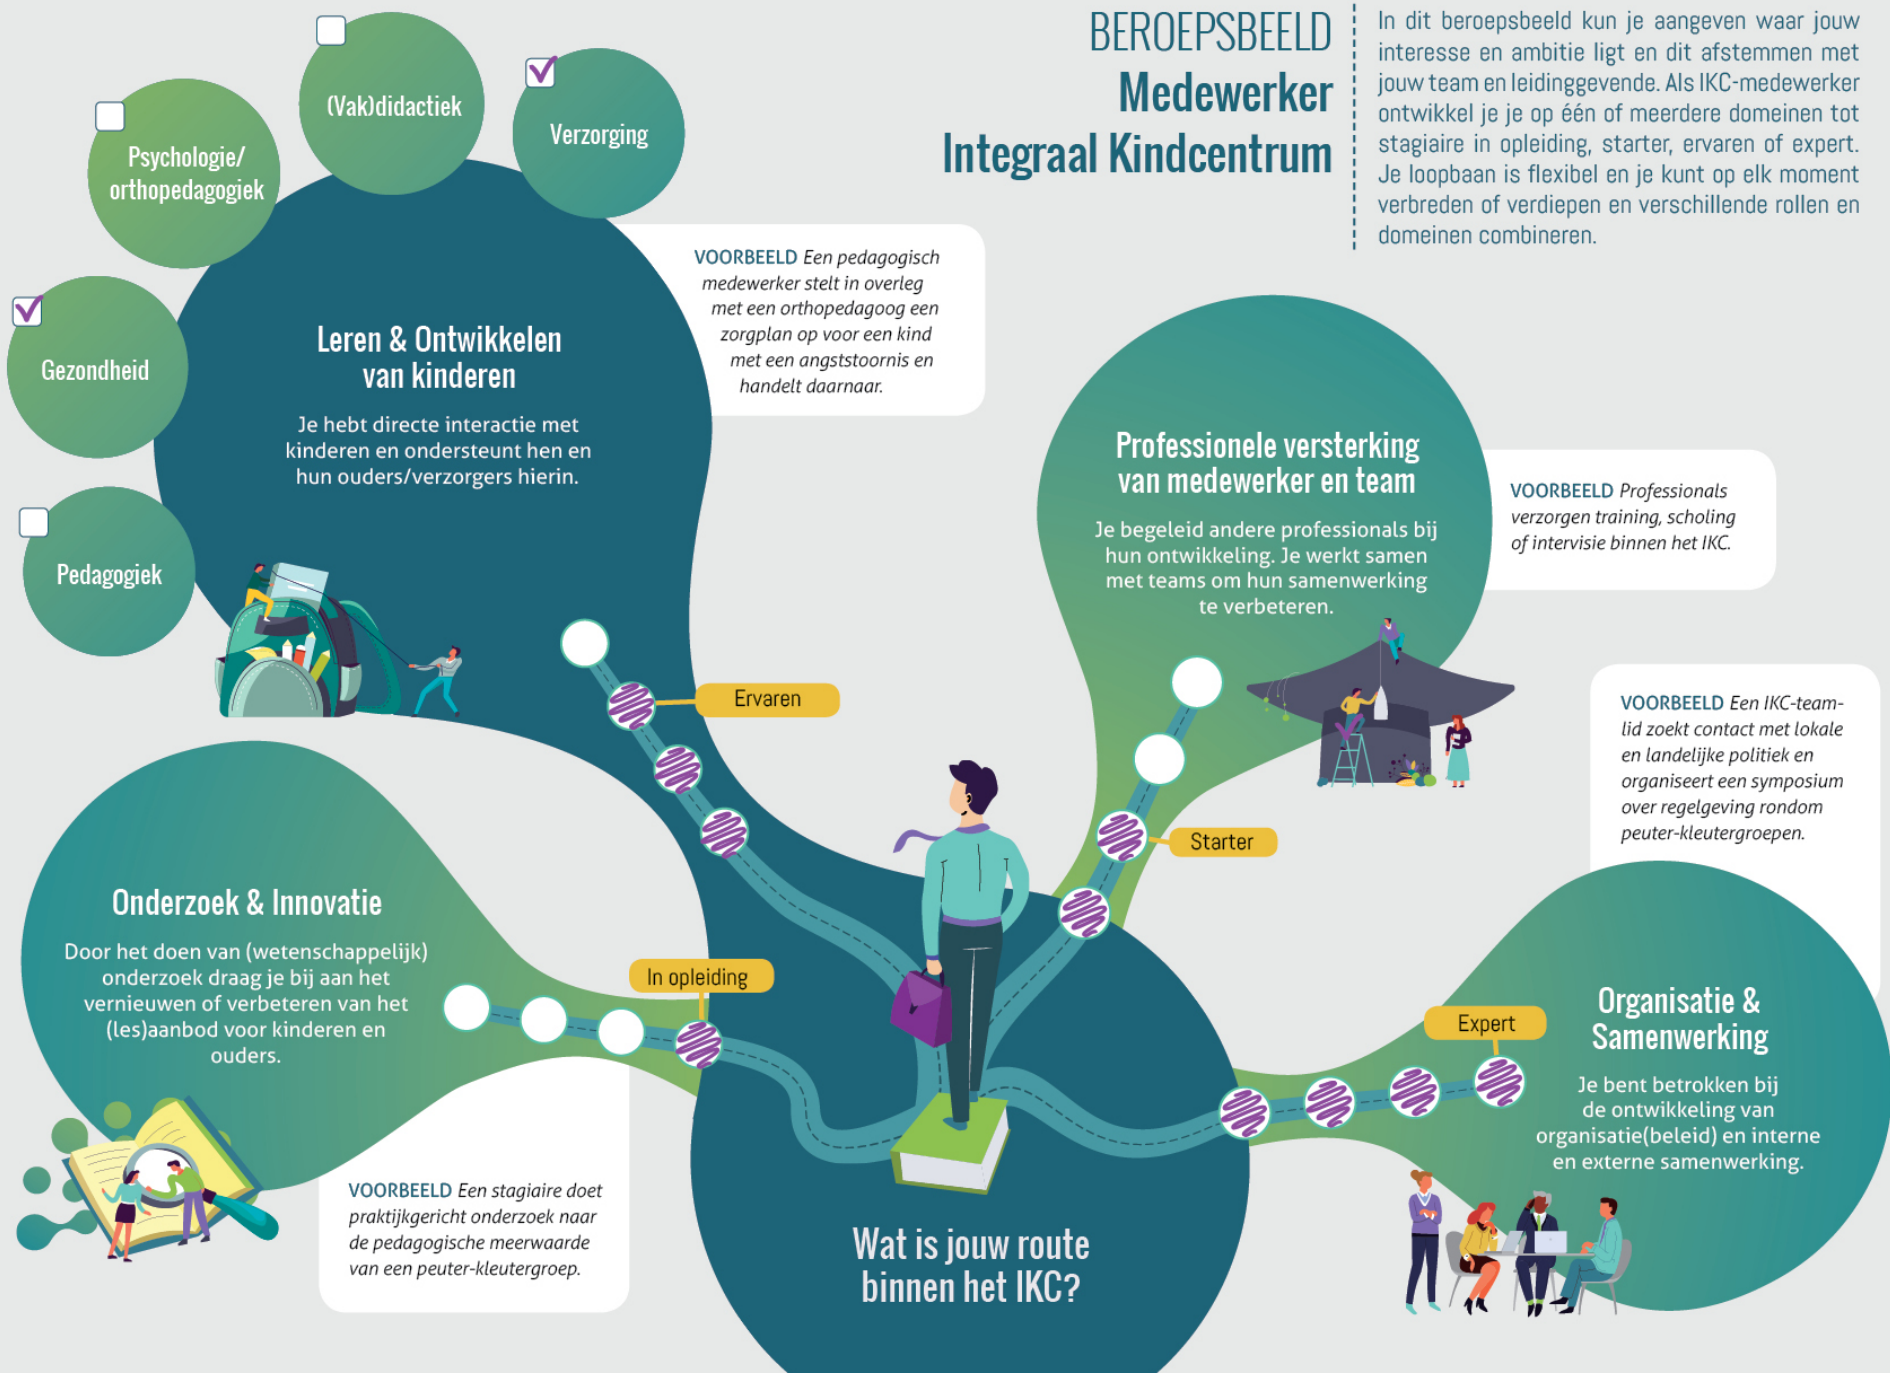 BEROEPSBEELD
Medewerker
Integraal Kindcentrum
In dit beroepsbeeld kun je aangeven waar jouw
interesse en ambitie ligt en dit afstemmen met
jouw team en leidinggevende. Als IKC-medewerker
ontwikkel je je op één of meerdere domeinen tot
stagiaire in opleiding, starter, ervaren of expert.
Je loopbaan is flexibel en je kunt op elk moment
verbreden of verdiepen en verschillende rollen en
domeinen combineren.
(Vak)didactiek
Verzorging
Psychologie/
orthopedagogiek
Gezondheid
Pedagogiek
Leren & Ontwikkelen
van kinderen
Je hebt directe interactie met
kinderen en ondersteunt hen en
hun ouders/verzorgers hierin.
VOORBEELD Een pedagogisch
medewerker stelt in overleg
met een orthopedagoog een
zorgplan op voor een kind
met een angststoornis en
handelt daarnaar.
Ervaren
Professionele versterking
van medewerker en team
Je begeleid andere professionals bij
hun ontwikkeling. Je werkt samen
met teams om hun samenwerking
te verbeteren.
VOORBEELD Professionals
verzorgen training, scholing
of intervisie binnen het IKC.
Starter
VOORBEELD Een IKC-team-
lid zoekt contact met lokale
en landelijke politiek en
organiseert een symposium
over regelgeving rondom
peuter-kleutergroepen.
Onderzoek & Innovatie
Door het doen van (wetenschappelijk)
onderzoek draag je bij aan het
vernieuwen of verbeteren van het
(les)aanbod voor kinderen en
ouders.
In opleiding
VOORBEELD Een stagiaire doet
praktijkgericht onderzoek naar
de pedagogische meerwaarde
van een peuter-kleutergroep.
Expert
Organisatie &
Samenwerking
Je bent betrokken bij
de ontwikkeling van
organisatie(beleid) en interne
en externe samenwerking.
Wat is jouw route
binnen het IKC?